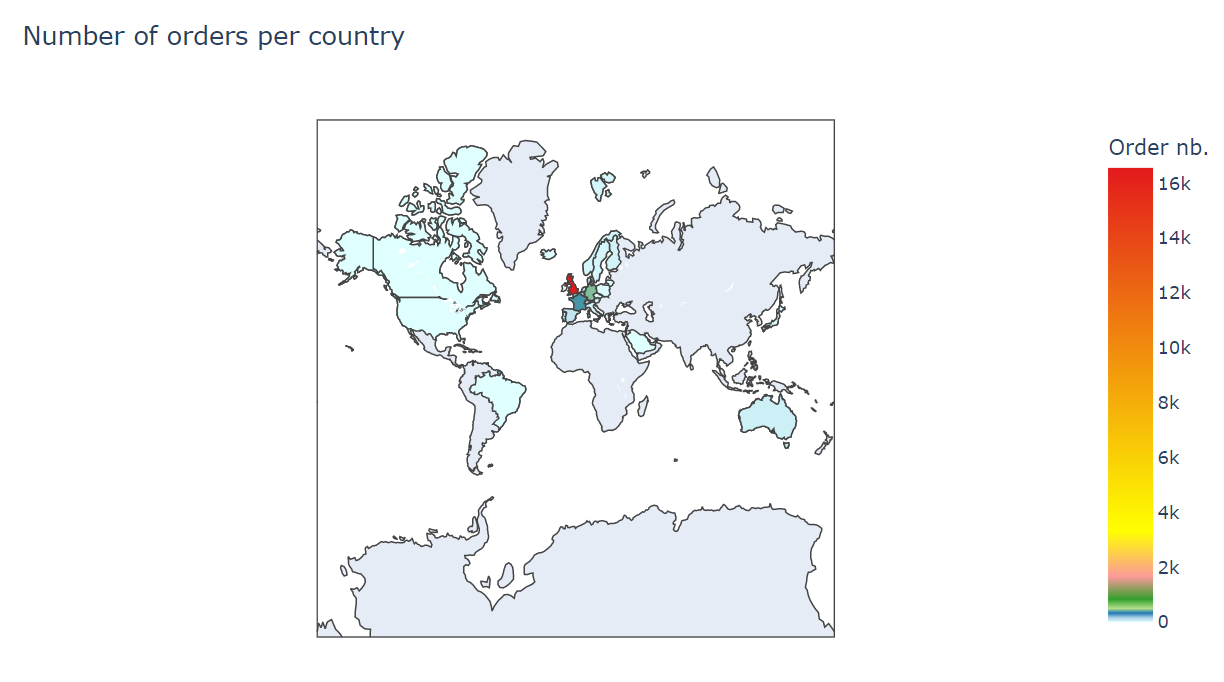 Number of orders per country
Order nb.
16k
14k
12k
10k
8k
6k
4k
2k
0